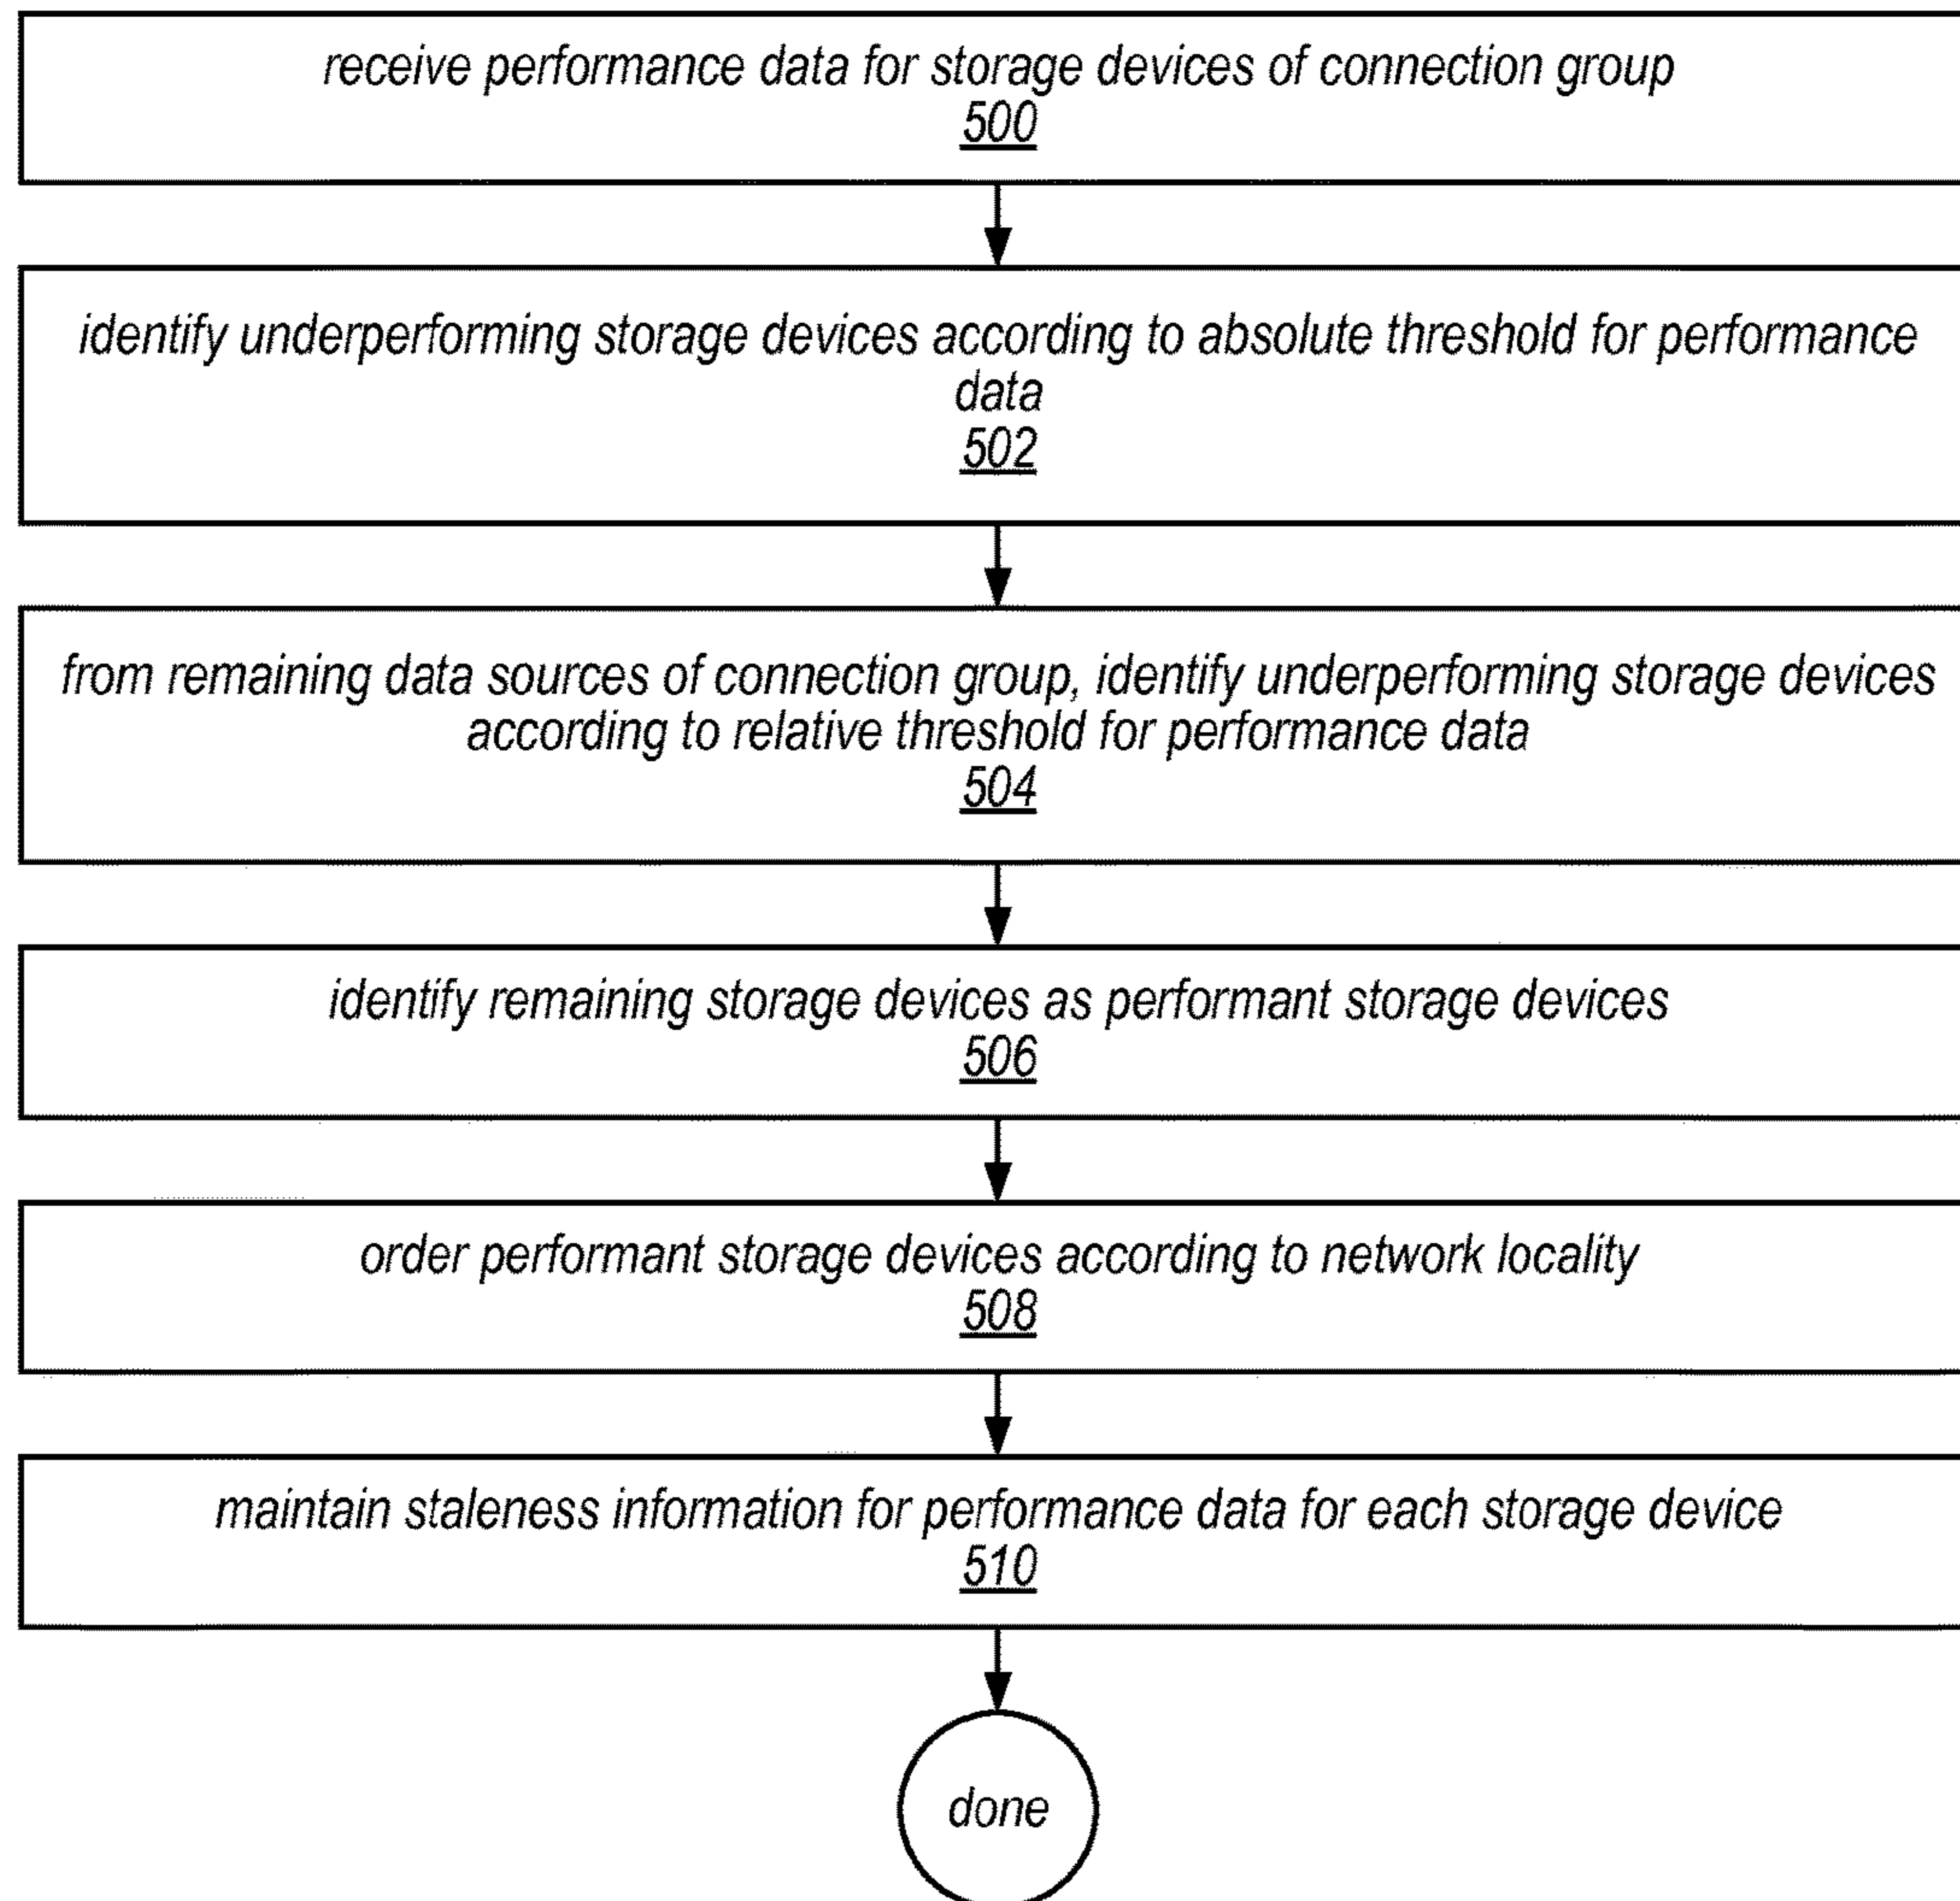 receive performance data for storage devices of connection group
500
identify underperforming storage devices according to absolute threshold for performance
data
502
from remaining data sources of connection group, identify underperforming storage devices
according to relative threshold for performance data
504
identify remaining storage devices as performant storage devices
506
order performant storage devices according to network locality
508
maintain staleness information for performance data for each storage device
510
done